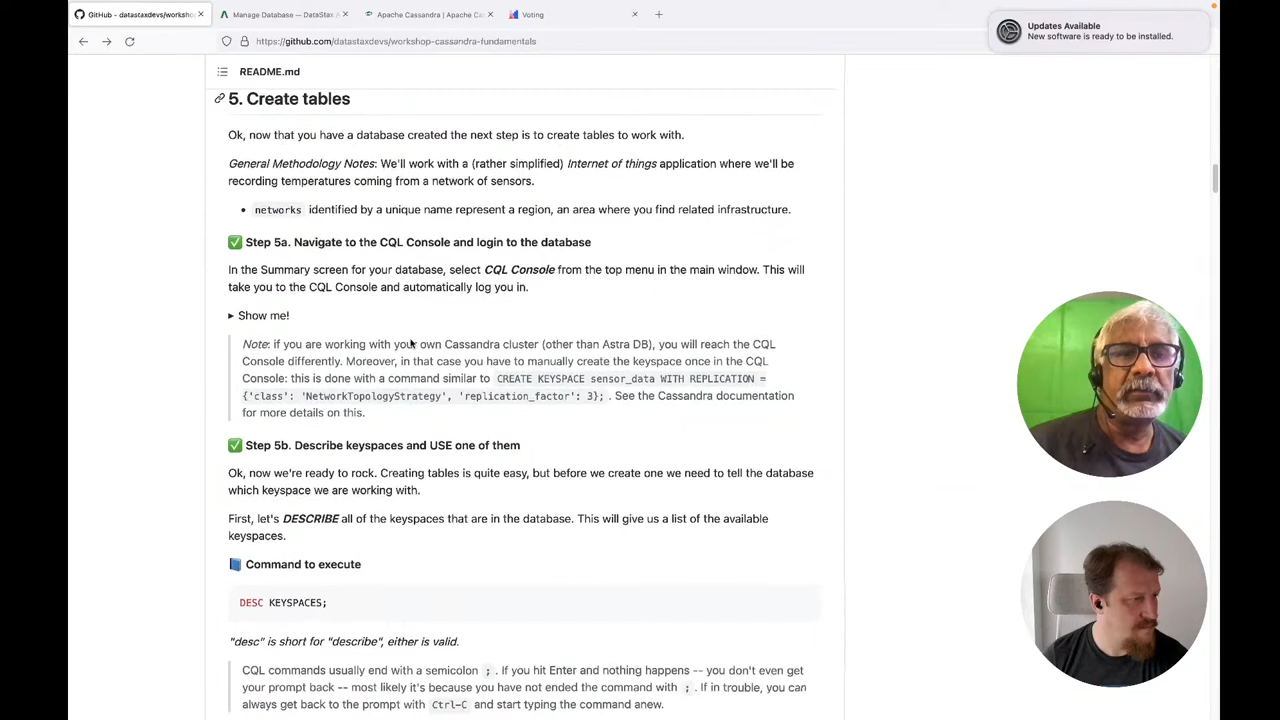 GitHub - datastaxdevs/worksho
Manage Database — DataStax A
Apache Cassandra | Apache Cas
Voting
Updates Available
New software is ready to be installed.
https://github.com/datastaxdevs/workshop-cassandra-fundamentals
README.md
5. Create tables
Ok, now that you have a database created the next step is to create tables to work with.
General Methodology Notes: We'll work with a (rather simplified) Internet of things application where we'll be
recording temperatures coming from a network of sensors.
• networks identified by a unique name represent a region, an area where you find related infrastructure.
✅ Step 5a. Navigate to the CQL Console and login to the database
In the Summary screen for your database, select CQL Console from the top menu in the main window. This will
take you to the CQL Console and automatically log you in.
▸ Show me!
Note: if you are working with your own Cassandra cluster (other than Astra DB), you will reach the CQL
Console differently. Moreover, in that case you have to manually create the keyspace once in the CQL
Console: this is done with a command similar to CREATE KEYSPACE sensor_data WITH REPLICATION =
{'class': 'NetworkTopologyStrategy', 'replication_factor': 3}; . See the Cassandra documentation
for more details on this.
✅ Step 5b. Describe keyspaces and USE one of them
Ok, now we're ready to rock. Creating tables is quite easy, but before we create one we need to tell the database
which keyspace we are working with.
First, let's DESCRIBE all of the keyspaces that are in the database. This will give us a list of the available
keyspaces.
📘 Command to execute
DESC KEYSPACES;
"desc" is short for "describe", either is valid.
CQL commands usually end with a semicolon ; . If you hit Enter and nothing happens -- you don't even get
your prompt back -- most likely it's because you have not ended the command with ; . If in trouble, you can
always get back to the prompt with Ctrl-C and start typing the command anew.